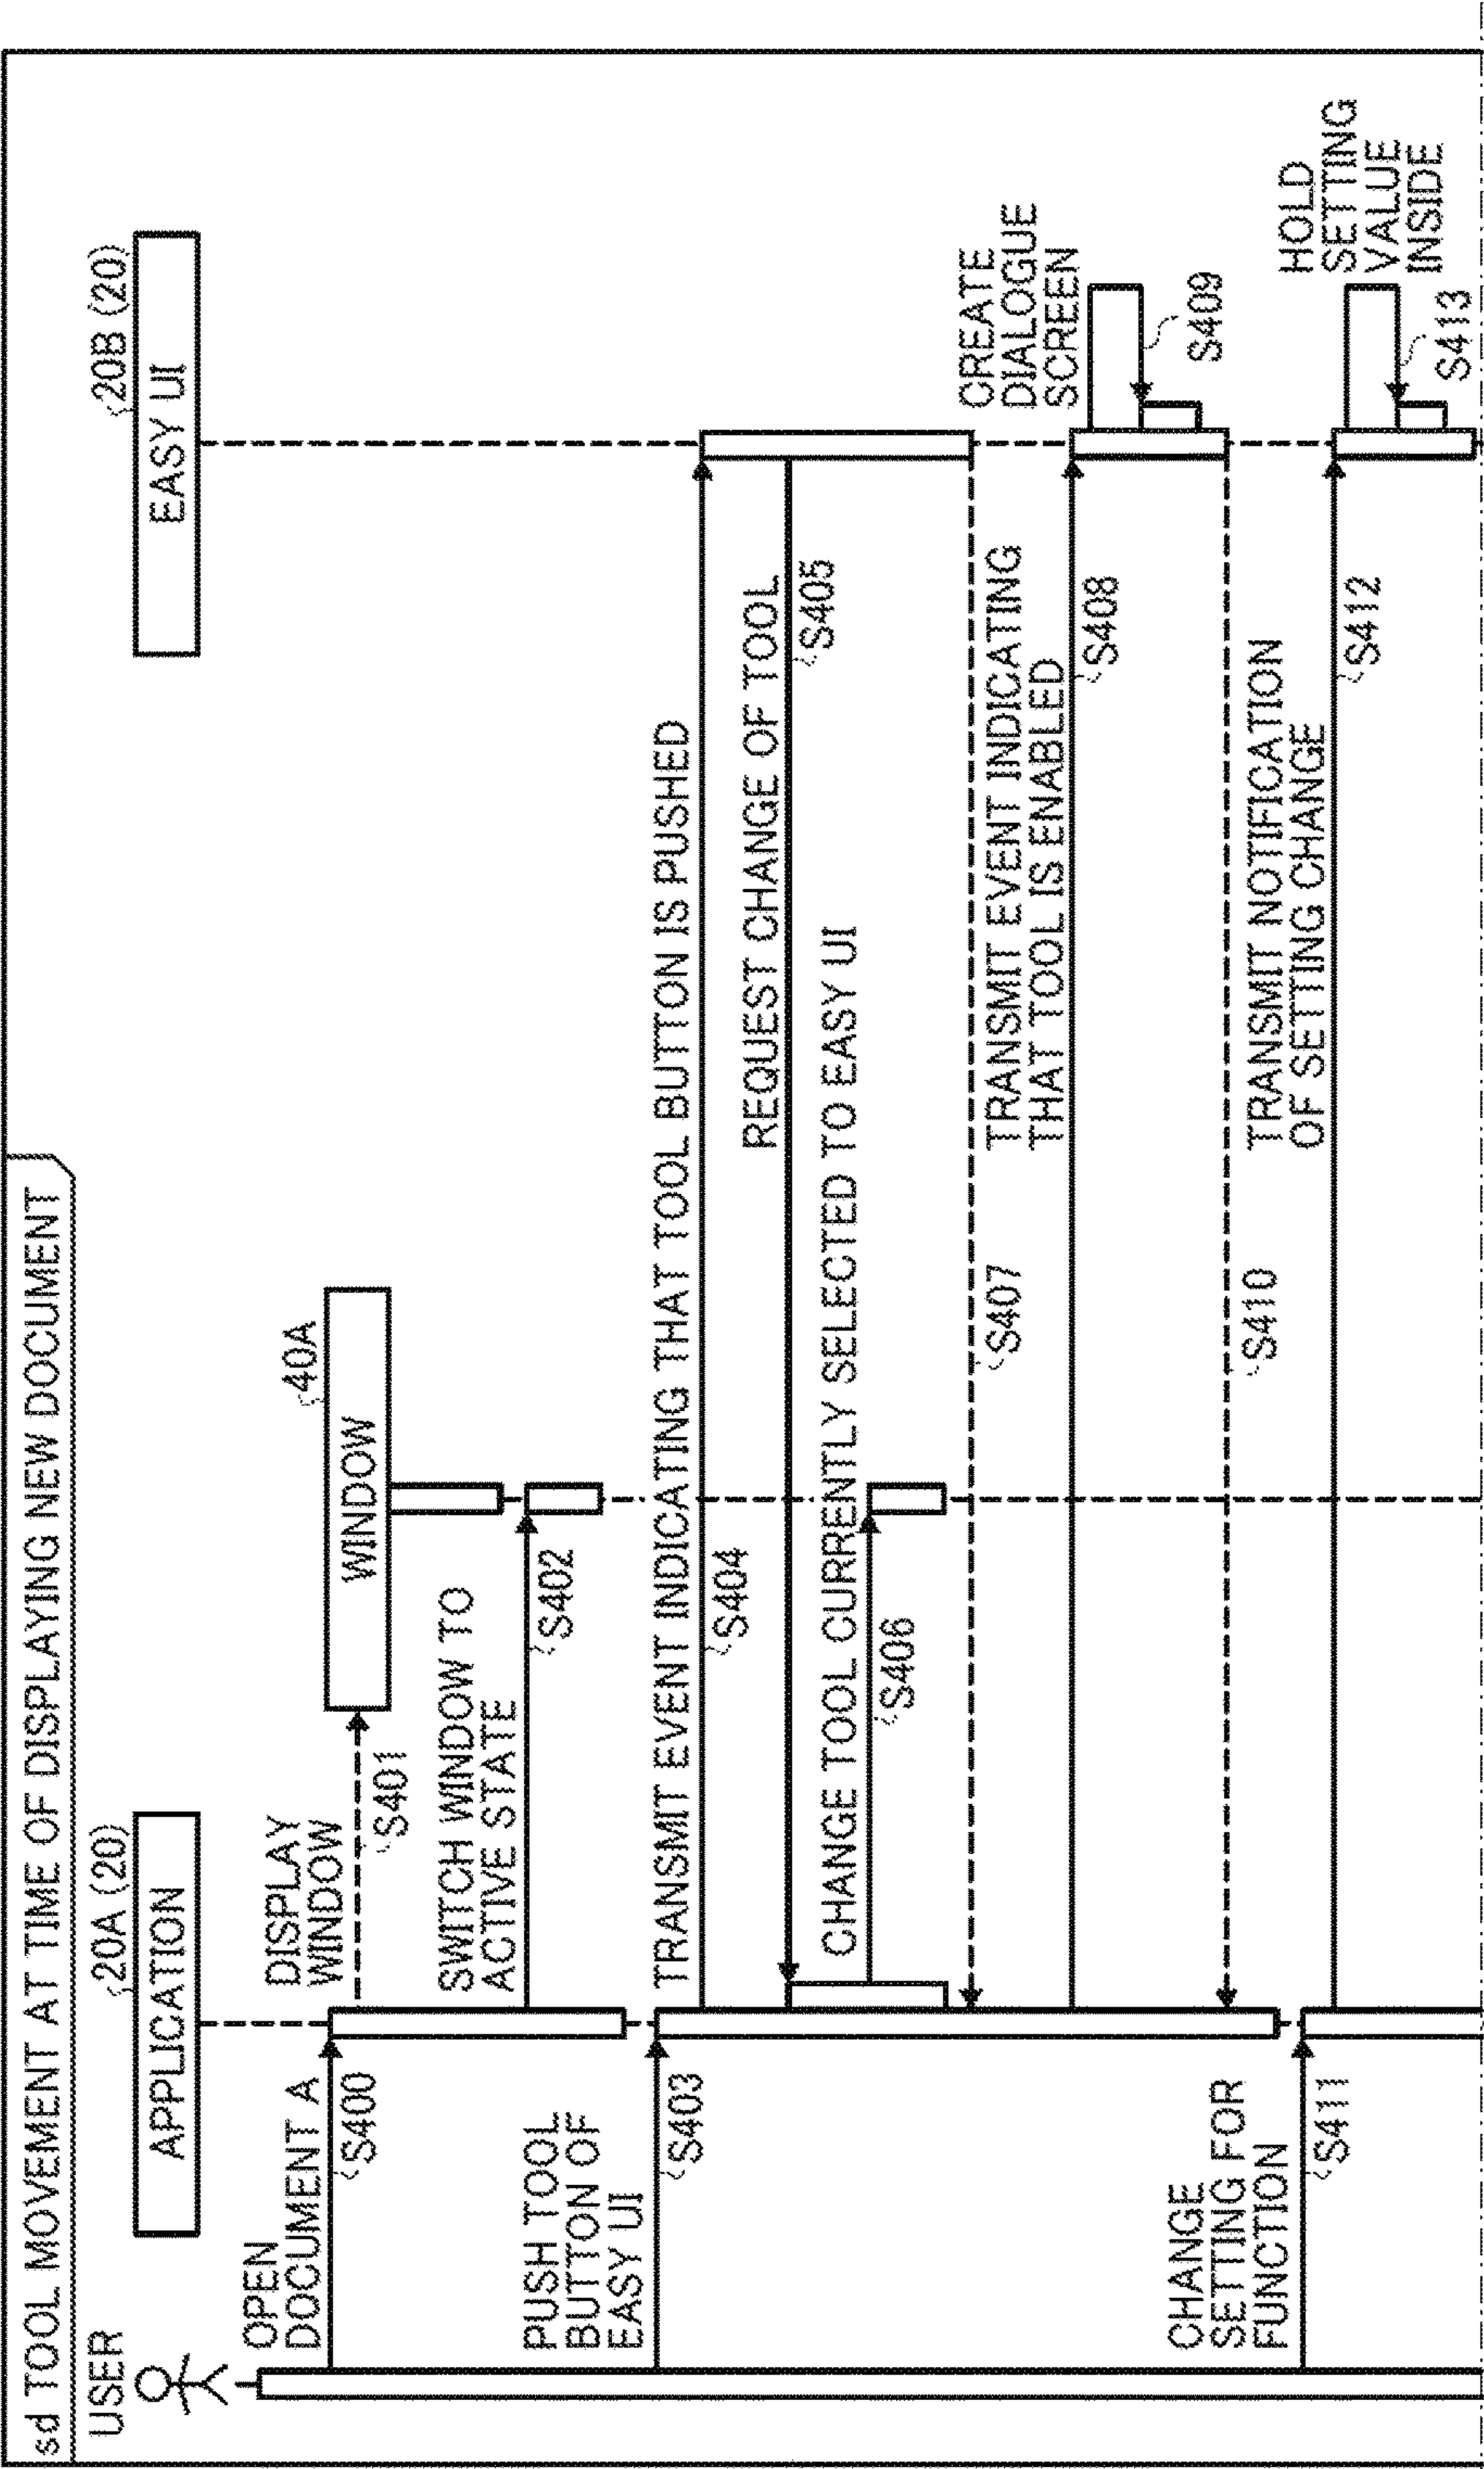 sd TOOL MOVEMENT AT TIME OF DISPLAYING NEW DOCUMENT
USER
20A (20)
APPLICATION
20B (20)
EASY UI
OPEN
DOCUMENT A
S400
DISPLAY
WINDOW
S401
40A
WINDOW
SWITCH WINDOW TO
ACTIVE STATE
S402
PUSH TOOL
BUTTON OF
EASY UI
S403
TRANSMIT EVENT INDICATING THAT TOOL BUTTON IS PUSHED
S404
REQUEST CHANGE OF TOOL
S405
CHANGE TOOL CURRENTLY SELECTED TO EASY UI
S406
S407
TRANSMIT EVENT INDICATING
THAT TOOL IS ENABLED
S408
CREATE
DIALOGUE
SCREEN
S409
S410
CHANGE
SETTING FOR
FUNCTION
S411
TRANSMIT NOTIFICATION
OF SETTING CHANGE
S412
HOLD
SETTING
VALUE
INSIDE
S413